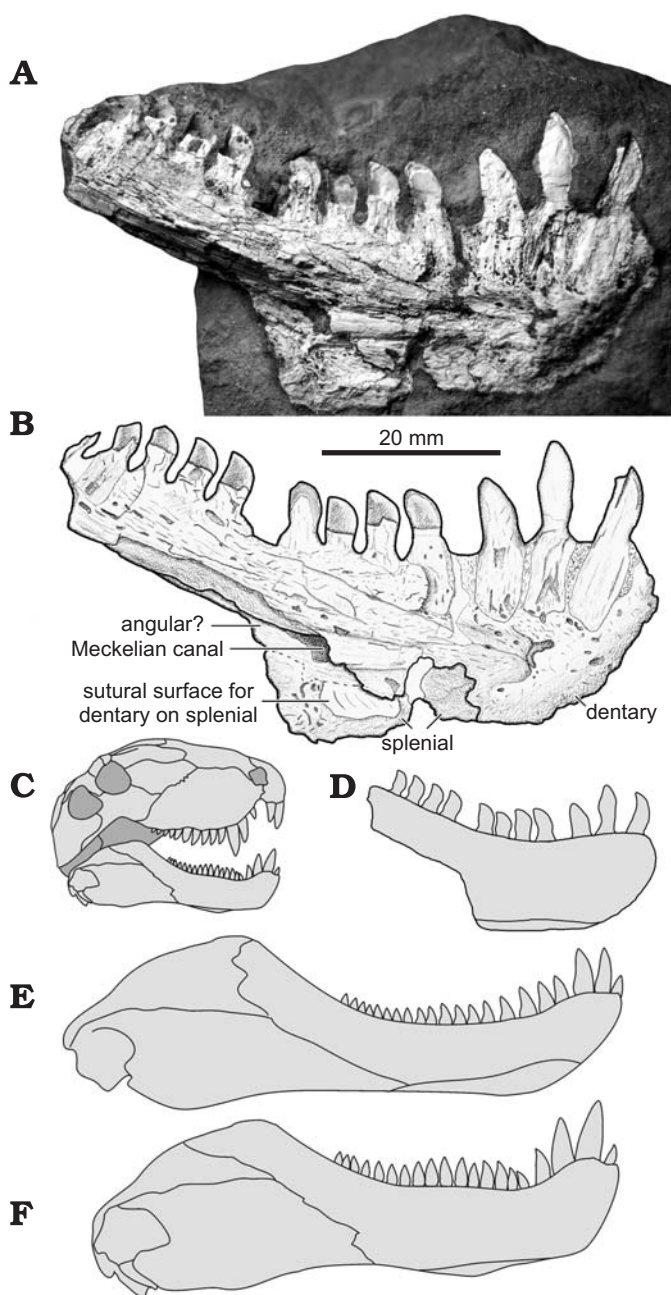 A
B
20 mm
angular?
Meckelian canal
sutural surface for
dentary on splenial
splenial
dentary
C
D
E
F